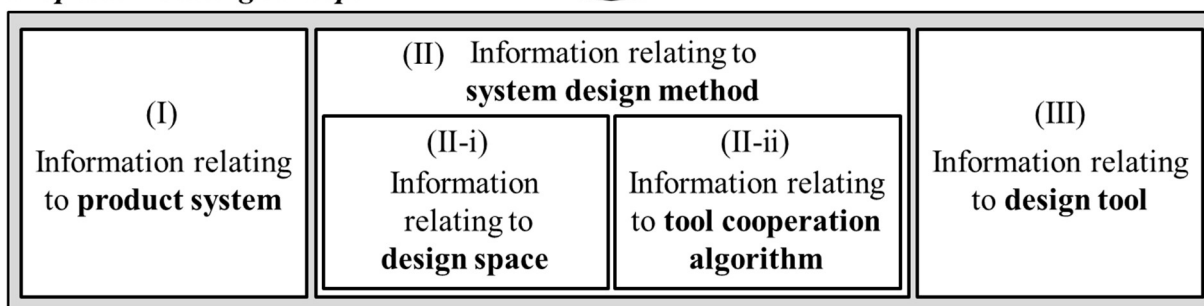 (I)
Information relating
to product system
(II) Information relating to
system design method
(II-i)
Information
relating to
design space
(II-ii)
Information relating
to tool cooperation
algorithm
(III)
Information relating
to design tool